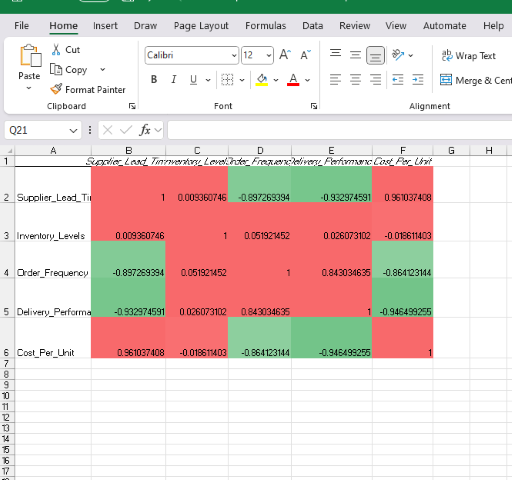 File Home Insert Draw Page Layout Formulas Data Review View Automate Help
Cut
Calibri 12 A A Wrap Text
Copy
Paste
Format Painter B I U A Merge & Cent
Clipboard Font Alignment
Q21 fx
A B C D E F G H
1 Supplier_Lead_Tim nventory_Level Order_Frequenc Delivery_Performanc Cost_Per_Unit
2 Supplier_Lead_Ti 1 0.009360746 -0.897269394 -0.932974591 0.961037408
3 Inventory_Levels 0.009360746 1 0.051921452 0.026073102 -0.018611403
4 Order_Frequency -0.897269394 0.051921452 1 0.843034635 -0.864123144
5 Delivery_Performa -0.932974591 0.026073102 0.843034635 1 -0.946499255
6 Cost_Per_Unit 0.961037408 -0.018611403 -0.864123144 -0.946499255 1
7
8
9
10
11
12
13
14
15
16
17